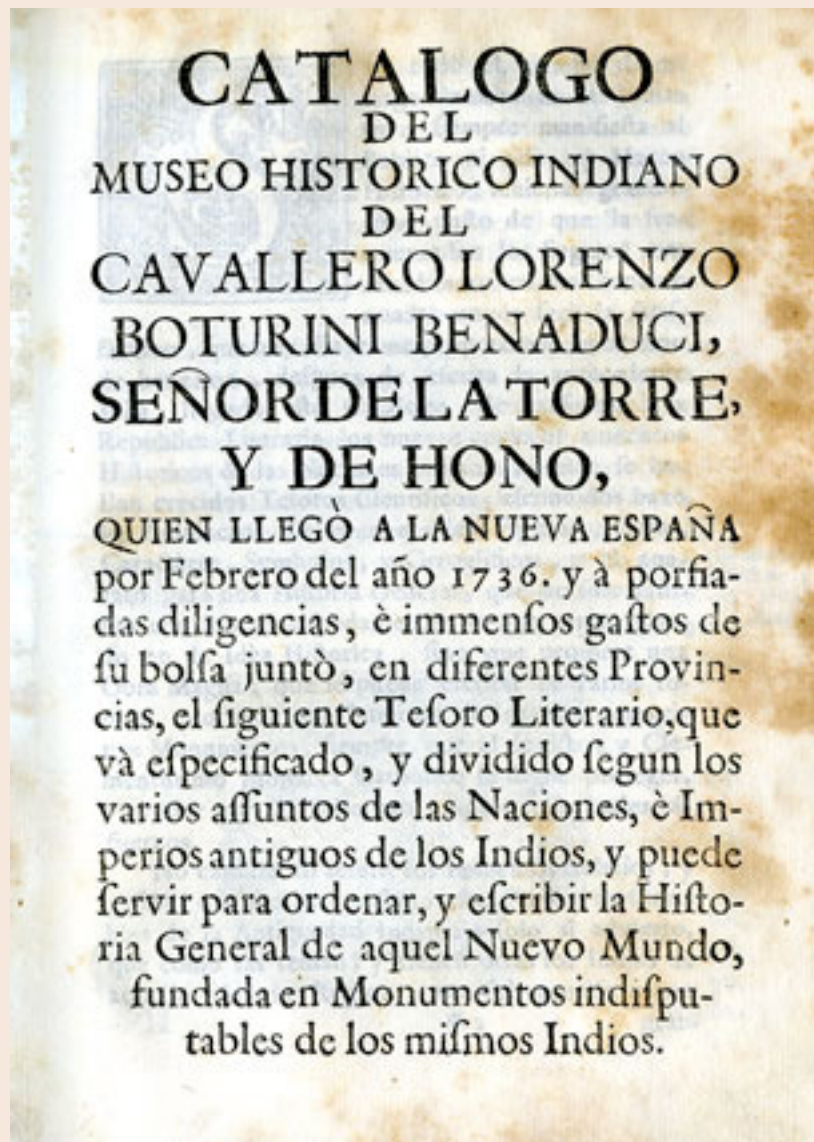 CATALOGO
DEL
MUSEO HISTORICO INDIANO
DEL
CAVALLERO LORENZO
BOTURINI BENADUCI,
SEÑOR DE LA TORRE,
Y DE HONO,
QUIEN LLEGÒ A LA NUEVA ESPAÑA
por Febrero del año 1736. y à porfia-
das diligencias, è immenſos gaſtos de
ſu bolſa juntò, en diferentes Provin-
cias, el ſiguiente Teſoro Literario, que
và eſpecificado, y dividido ſegun los
varios aſſuntos de las Naciones, è Im-
perios antiguos de los Indios, y puede
ſervir para ordenar, y eſcribir la Hiſto-
ria General de aquel Nuevo Mundo,
fundada en Monumentos indiſpu-
tables de los miſmos Indios.